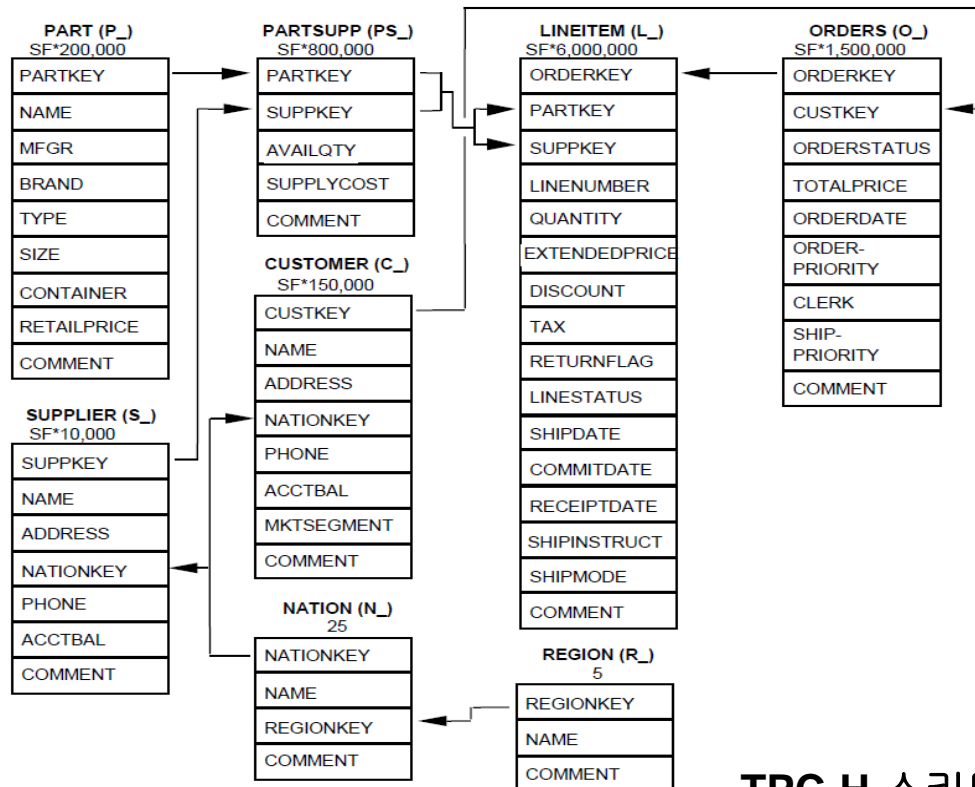 PART (P_)
SF*200,000
PARTKEY
NAME
MFGR
BRAND
TYPE
SIZE
CONTAINER
RETAILPRICE
COMMENT
SUPPLIER (S_)
SF*10,000
SUPPKEY
NAME
ADDRESS
NATIONKEY
PHONE
ACCTBAL
COMMENT
PARTSUPP (PS_)
SF*800,000
PARTKEY
SUPPKEY
AVAILQTY
SUPPLYCOST
COMMENT
CUSTOMER (C_)
SF*150,000
CUSTKEY
NAME
ADDRESS
NATIONKEY
PHONE
ACCTBAL
MKTSEGMENT
COMMENT
NATION (N_)
25
NATIONKEY
NAME
REGIONKEY
COMMENT
LINEITEM (L_)
SF*6,000,000
ORDERKEY
PARTKEY
SUPPKEY
LINENUMBER
QUANTITY
EXTENDEDPRICE
DISCOUNT
TAX
RETURNFLAG
LINESTATUS
SHIPDATE
COMMITDATE
RECEIPTDATE
SHIPINSTRUCT
SHIPMODE
COMMENT
REGION (R_)
5
REGIONKEY
NAME
COMMENT
ORDERS (O_)
SF*1,500,000
ORDERKEY
CUSTKEY
ORDERSTATUS
TOTALPRICE
ORDERDATE
ORDER-
PRIORITY
CLERK
SHIP-
PRIORITY
COMMENT
TPC-H